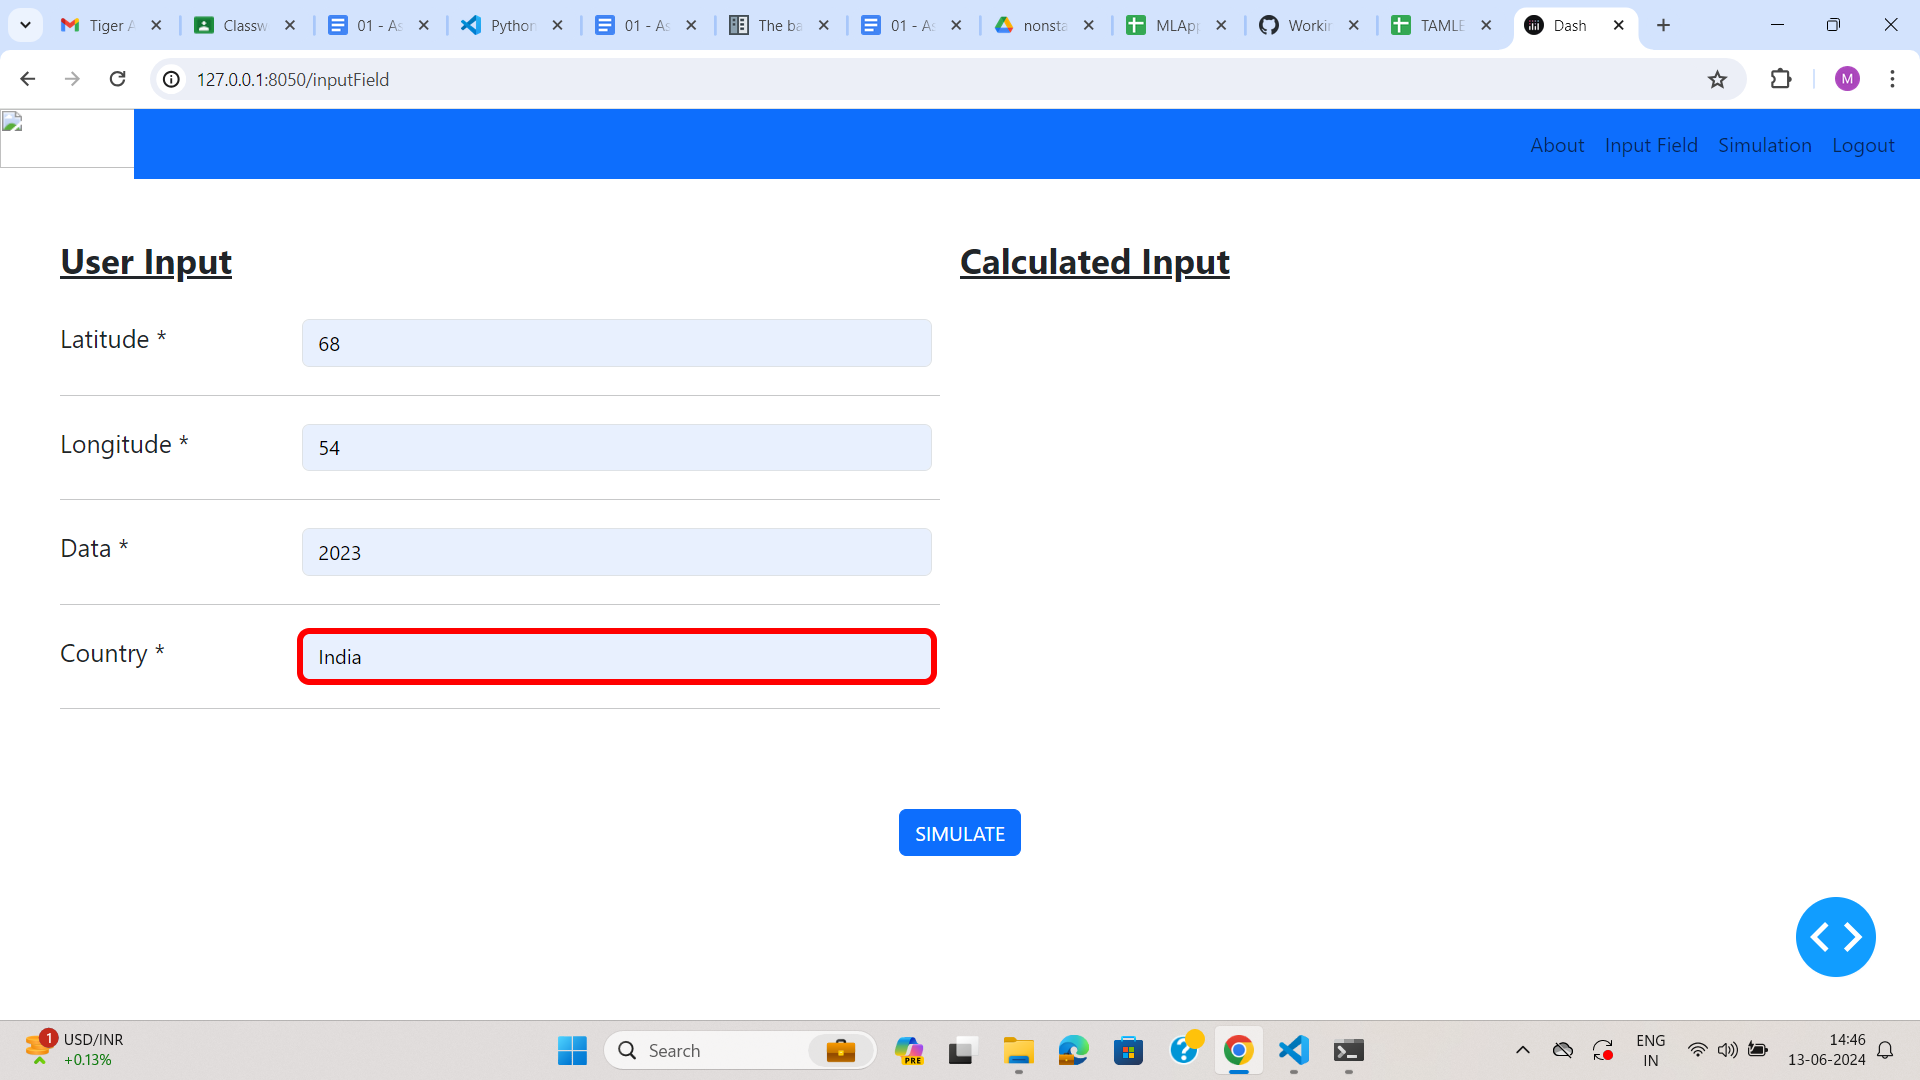 Tiger A
Classw
01 - As
Python
01 - As
The ba
01 - As
nonsta
MLApp
Workin
TAMLE
Dash
127.0.0.1:8050/inputField
M
About Input Field Simulation Logout
User Input
Calculated Input
Latitude *
68
Longitude *
54
Data *
2023
Country *
India
SIMULATE
1
USD/INR
+0.13%
Search
PRE
ENG
IN
14:46
13-06-2024